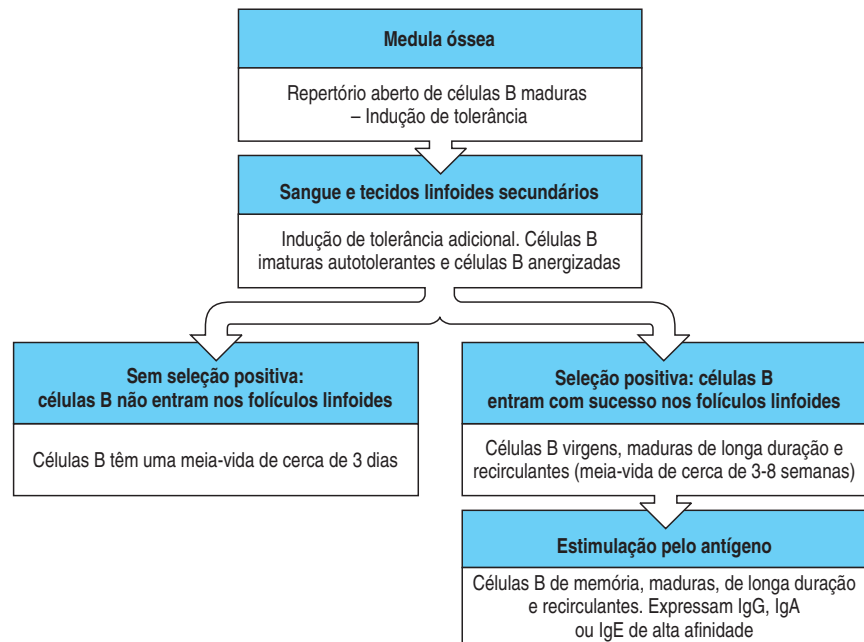 Medula óssea
Repertório aberto de células B maduras
– Indução de tolerância
Sangue e tecidos linfoides secundários
Indução de tolerância adicional. Células B
imaturas autotolerantes e células B anergizadas
Sem seleção positiva:
células B não entram nos folículos linfoides
Células B têm uma meia-vida de cerca de 3 dias
Seleção positiva: células B
entram com sucesso nos folículos linfoides
Células B virgens, maduras de longa duração e
recirculantes (meia-vida de cerca de 3-8 semanas)
Estimulação pelo antígeno
Células B de memória, maduras, de longa duração
e recirculantes. Expressam IgG, IgA
ou IgE de alta afinidade